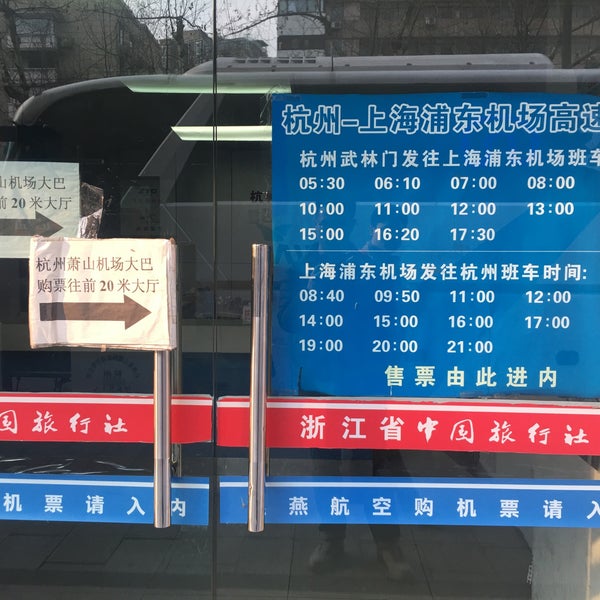 杭州-上海浦东机场高速
杭州武林门发往上海浦东机场班车
05:30 06:10 07:00 08:00
10:00 11:00 12:00 13:00
15:00 16:20 17:30
上海浦东机场发往杭州班车时间:
08:40 09:50 11:00 12:00
14:00 15:00 16:00 17:00
19:00 20:00 21:00
售票由此进内
山机场大巴
前 20 米大厅
杭州萧山机场大巴
购票往前 20 米大厅
杭
国旅行社
浙江省中国旅行社
机票请入内
燕航空购机票请入